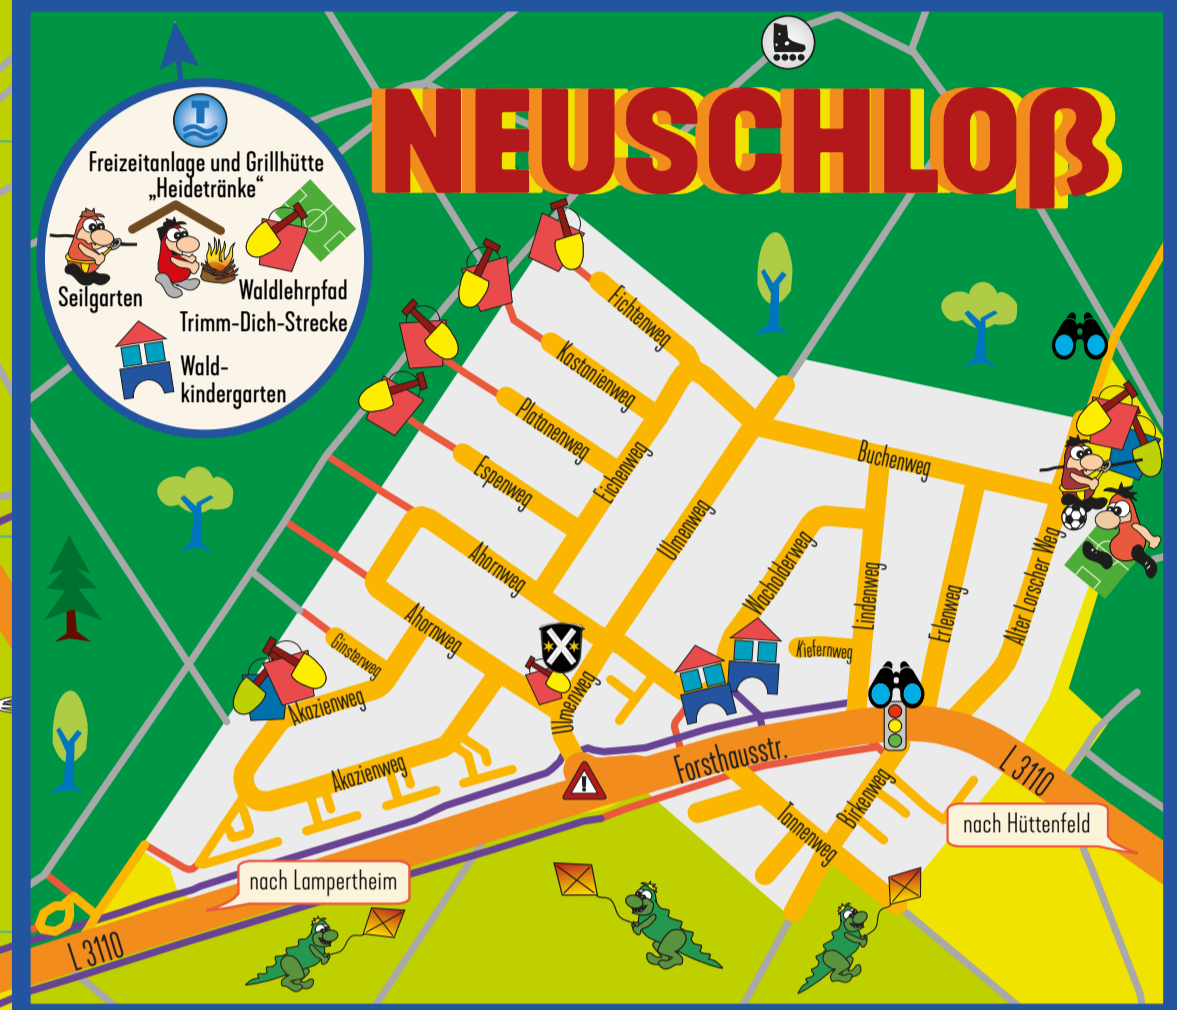 NEUSCHLOß
T
Freizeitanlage und Grillhütte
„Heidetränke“
Seilgarten
Waldlehrpfad
Trimm-Dich-Strecke
Wald-
kindergarten
Fichtenweg
Kastanienweg
Platanenweg
Espenweg
Eichenweg
Buchenweg
Ulmenweg
Ahornweg
Wacholderweg
Lindenweg
Erlenweg
Alter Lorscher Weg
Ahornweg
Ginsterweg
Kiefernweg
Akazienweg
Ulmenweg
Akazienweg
Forsthausstr.
L 3110
Tannenweg
Birkenweg
nach Hüttenfeld
nach Lampertheim
L 3110